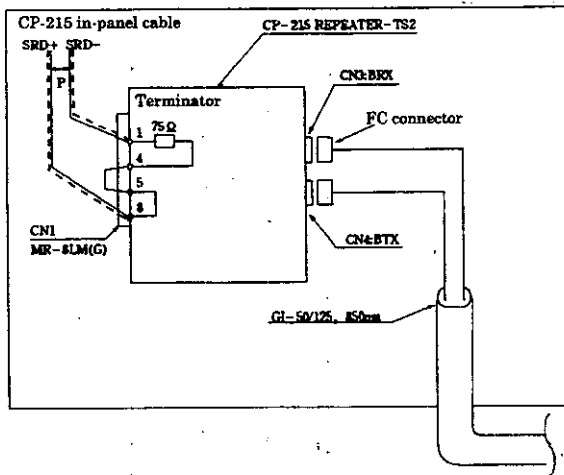 CP-215 in-panel cable
SRD+ SRD-
P
CP-215 REPEATER-TS2
CN3:BRX
FC connector
Terminator
75Ω
1
4
5
8
CN1
MR-8LM(G)
CN4:BTX
GI-50/125, 850nm